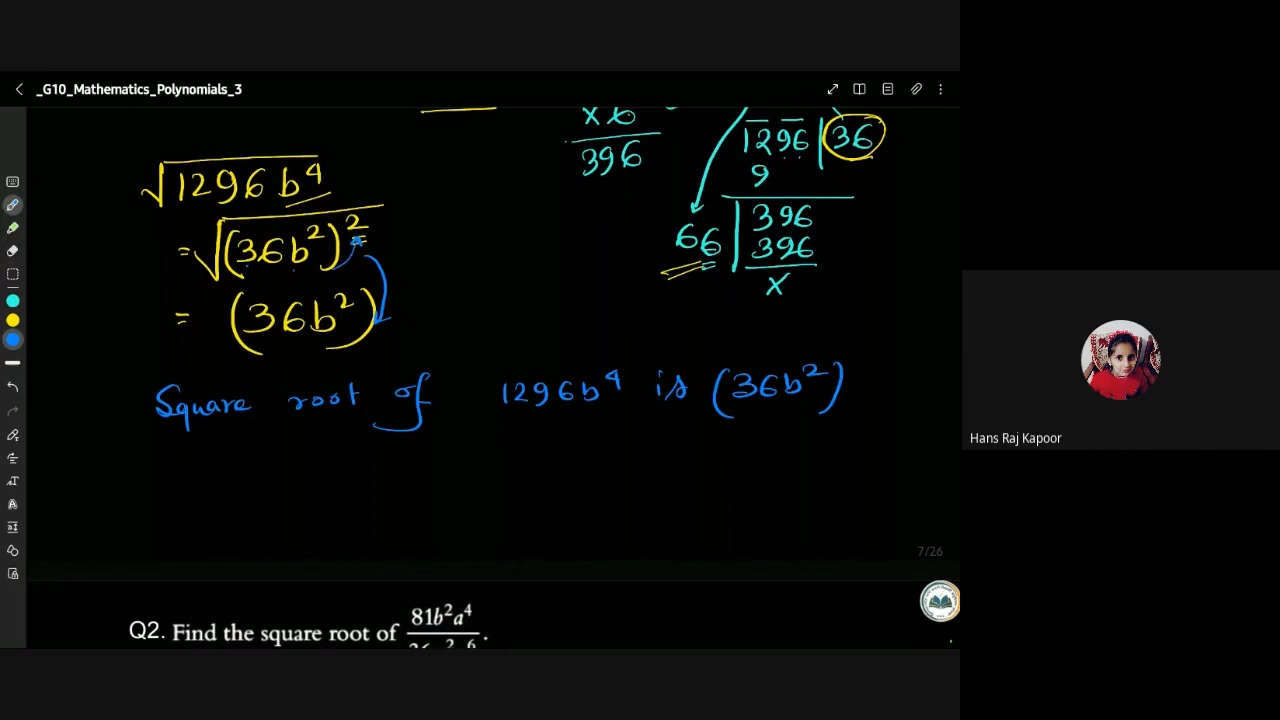 _G10_Mathematics_Polynomials_3
x 6
396
1296 | 36
9
66 | 396
396
x
√1296b⁴
= √(36b²)²
= (36b²)
Square root of 1296b⁴ is (36b²)
7/26
Q2. Find the square root of 81b²a⁴
Hans Raj Kapoor